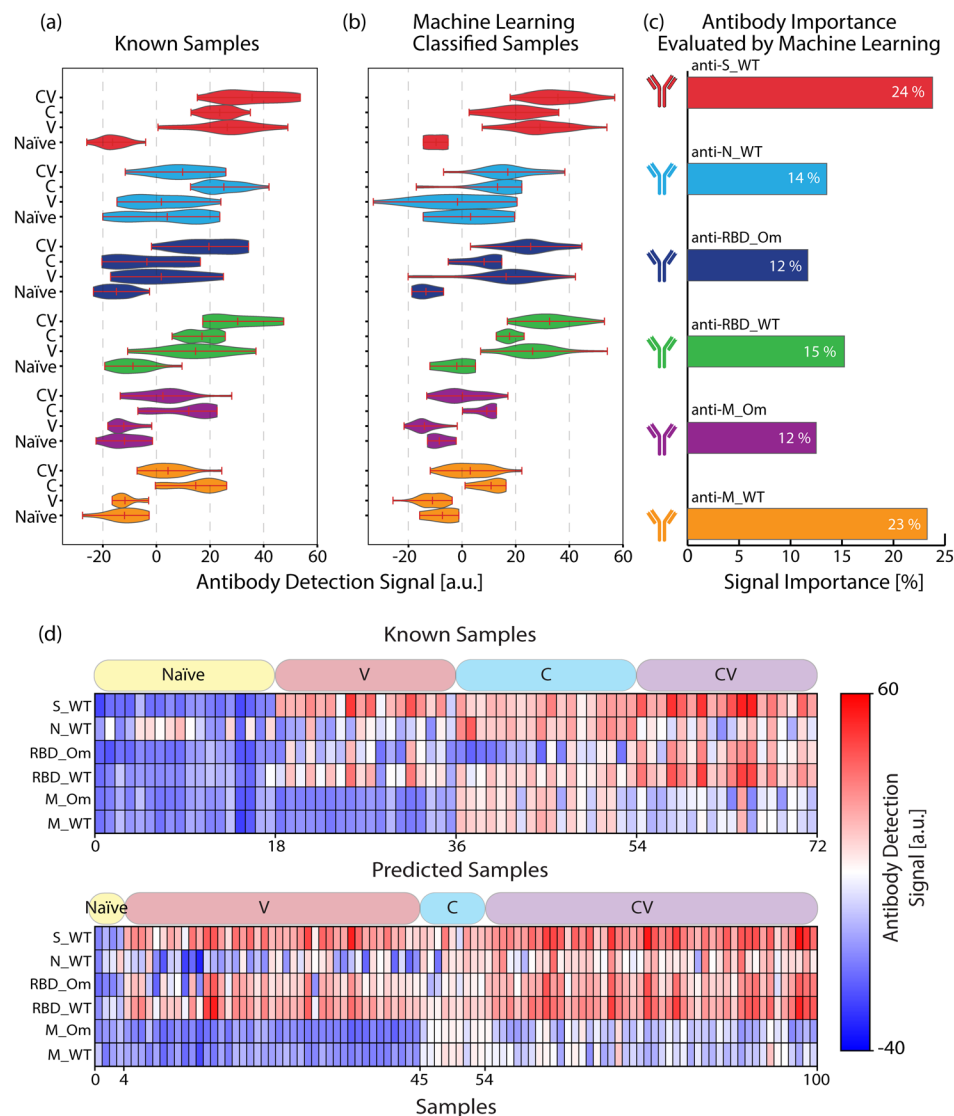 (a)
Known Samples
(b)
Machine Learning
Classified Samples
(c)
Antibody Importance
Evaluated by Machine Learning
CV
C
V
Naïve
CV
C
V
Naïve
CV
C
V
Naïve
CV
C
V
Naïve
CV
C
V
Naïve
CV
C
V
Naïve
-20 0 20 40 60
-20 0 20 40 60
Antibody Detection Signal [a.u.]
anti-S_WT
24 %
anti-N_WT
14 %
anti-RBD_Om
12 %
anti-RBD_WT
15 %
anti-M_Om
12 %
anti-M_WT
23 %
0 5 10 15 20 25
Signal Importance [%]
(d)
Known Samples
Naïve V C CV
S_WT
N_WT
RBD_Om
RBD_WT
M_Om
M_WT
0 18 36 54 72
Predicted Samples
Naïve V C CV
S_WT
N_WT
RBD_Om
RBD_WT
M_Om
M_WT
0 4 45 54 100
Samples
60
-40
Antibody Detection
Signal [a.u.]